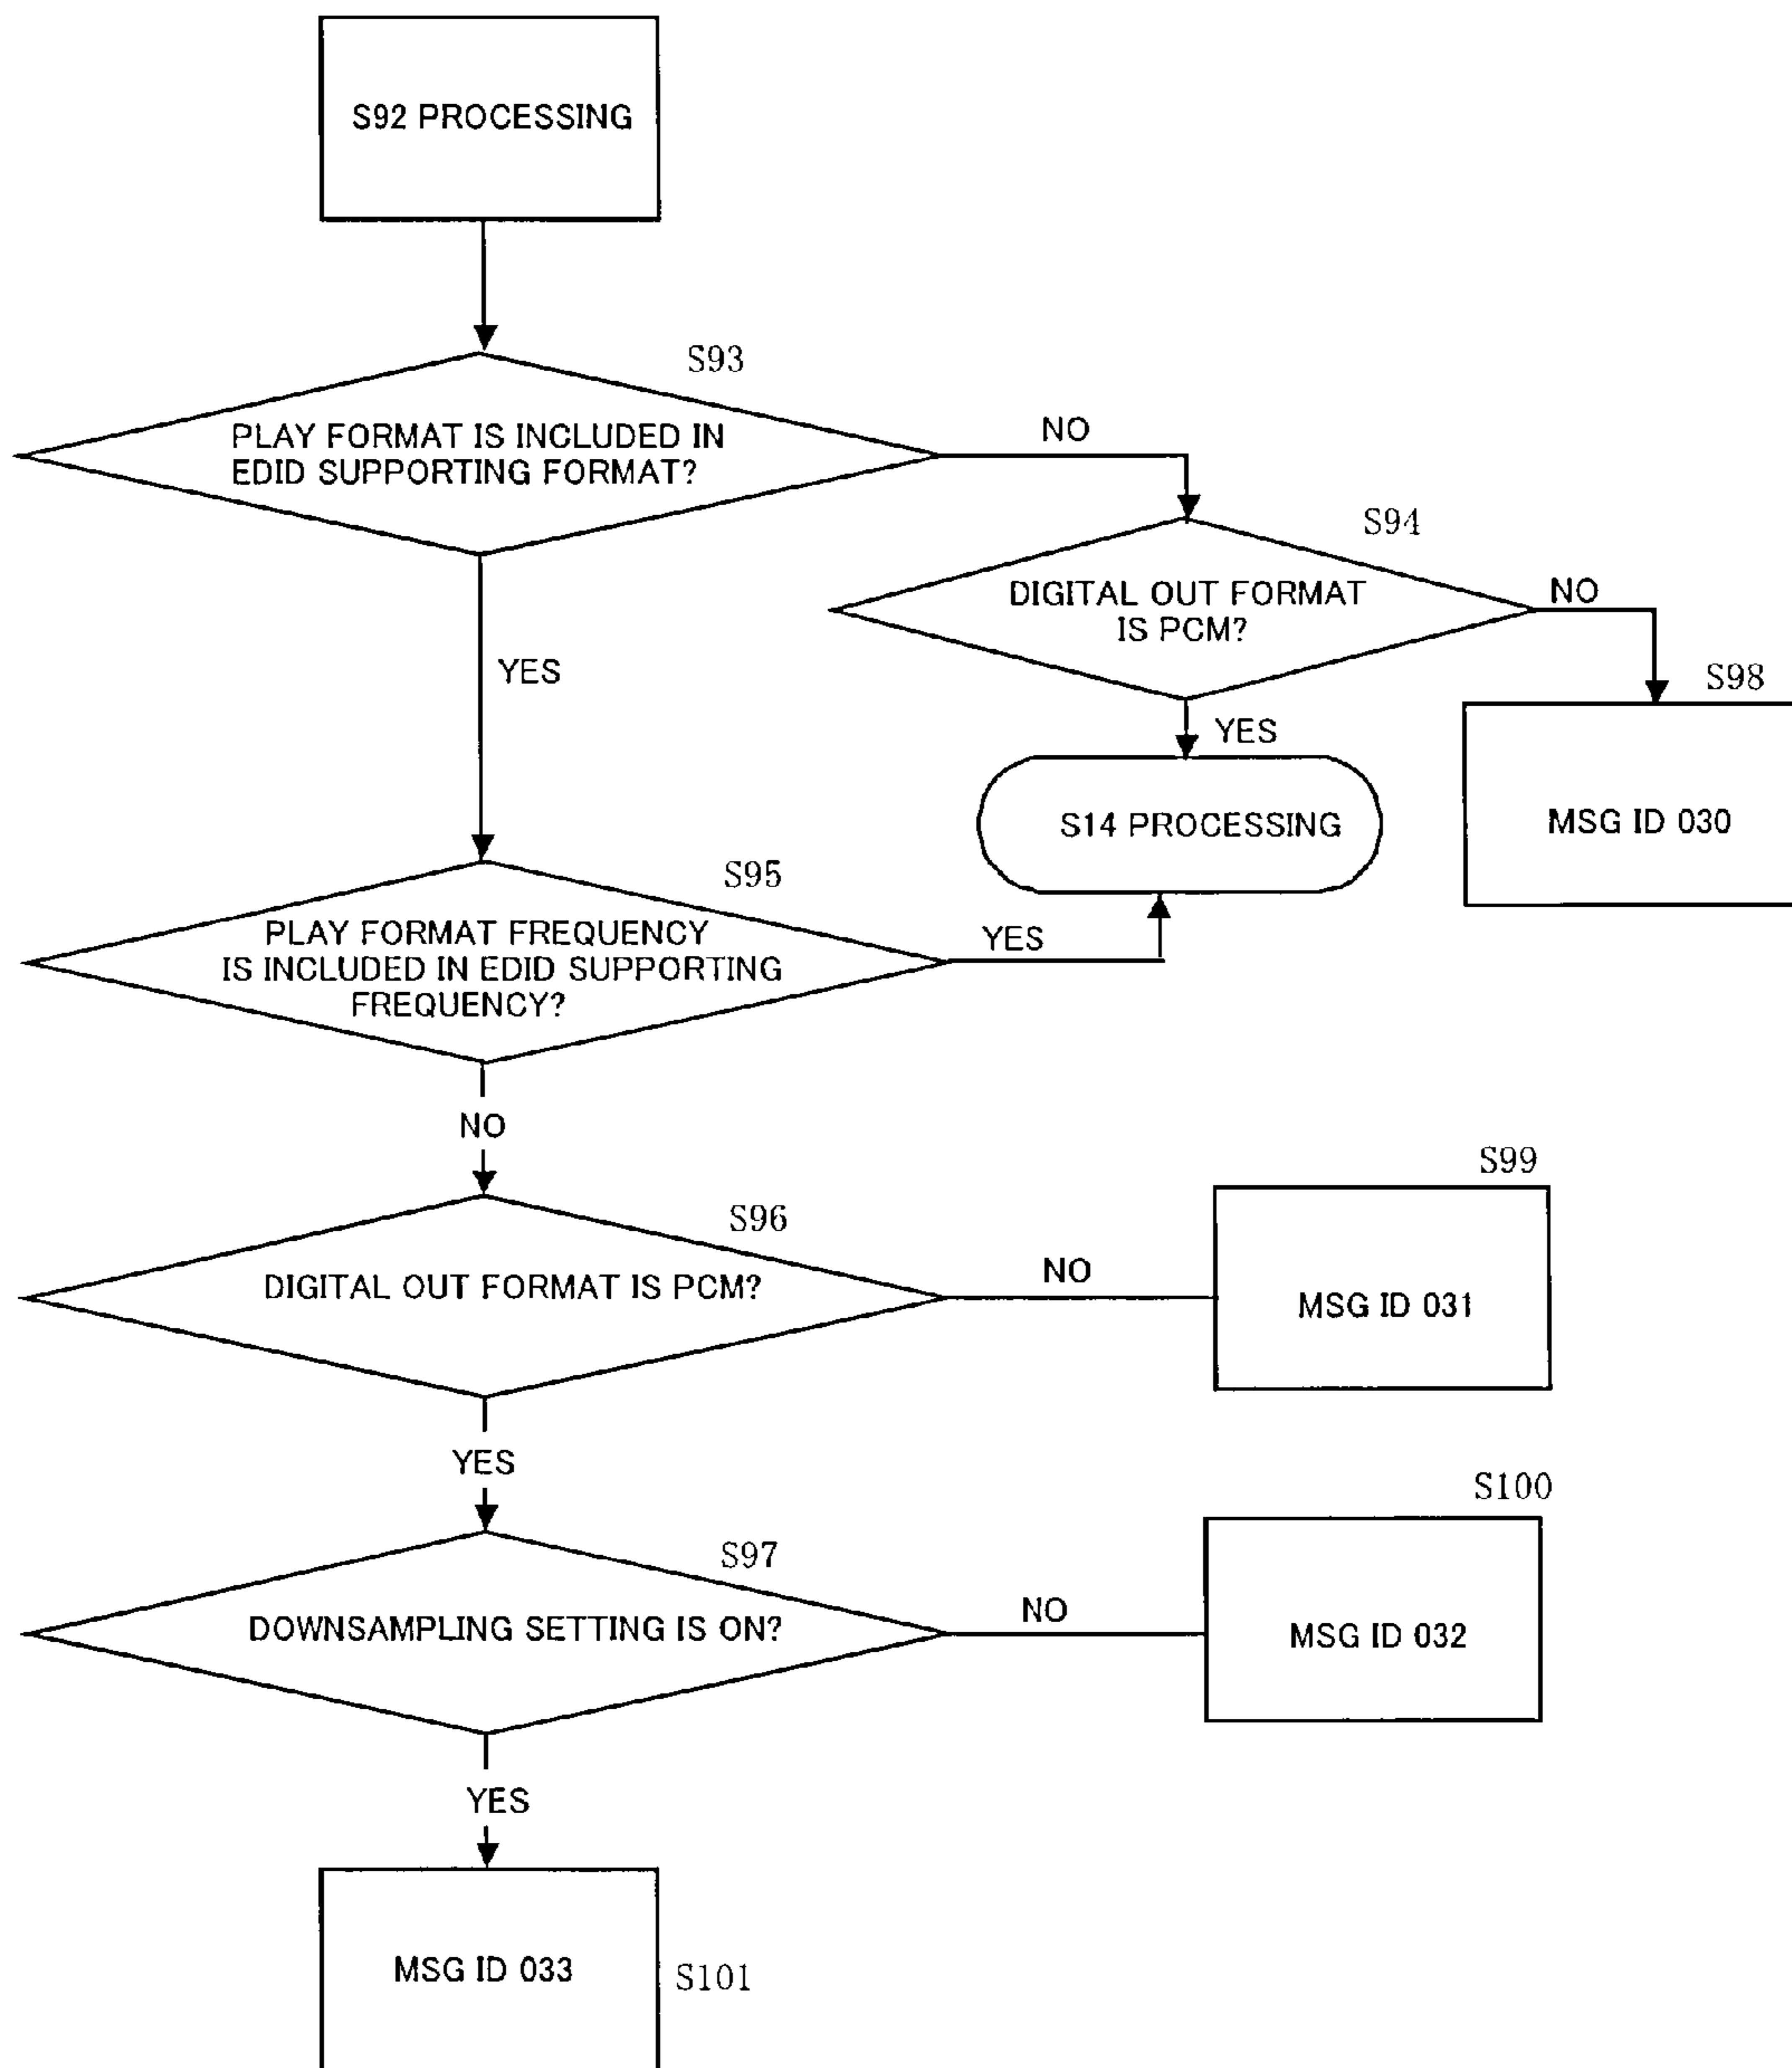 S92 PROCESSING
S93
PLAY FORMAT IS INCLUDED IN
EDID SUPPORTING FORMAT?
NO
S94
DIGITAL OUT FORMAT
IS PCM?
NO
YES
S98
YES
MSG ID 030
S14 PROCESSING
S95
PLAY FORMAT FREQUENCY
IS INCLUDED IN EDID SUPPORTING
FREQUENCY?
YES
NO
S99
S96
DIGITAL OUT FORMAT IS PCM?
NO
MSG ID 031
YES
S100
S97
DOWNSAMPLING SETTING IS ON?
NO
MSG ID 032
YES
MSG ID 033
S101